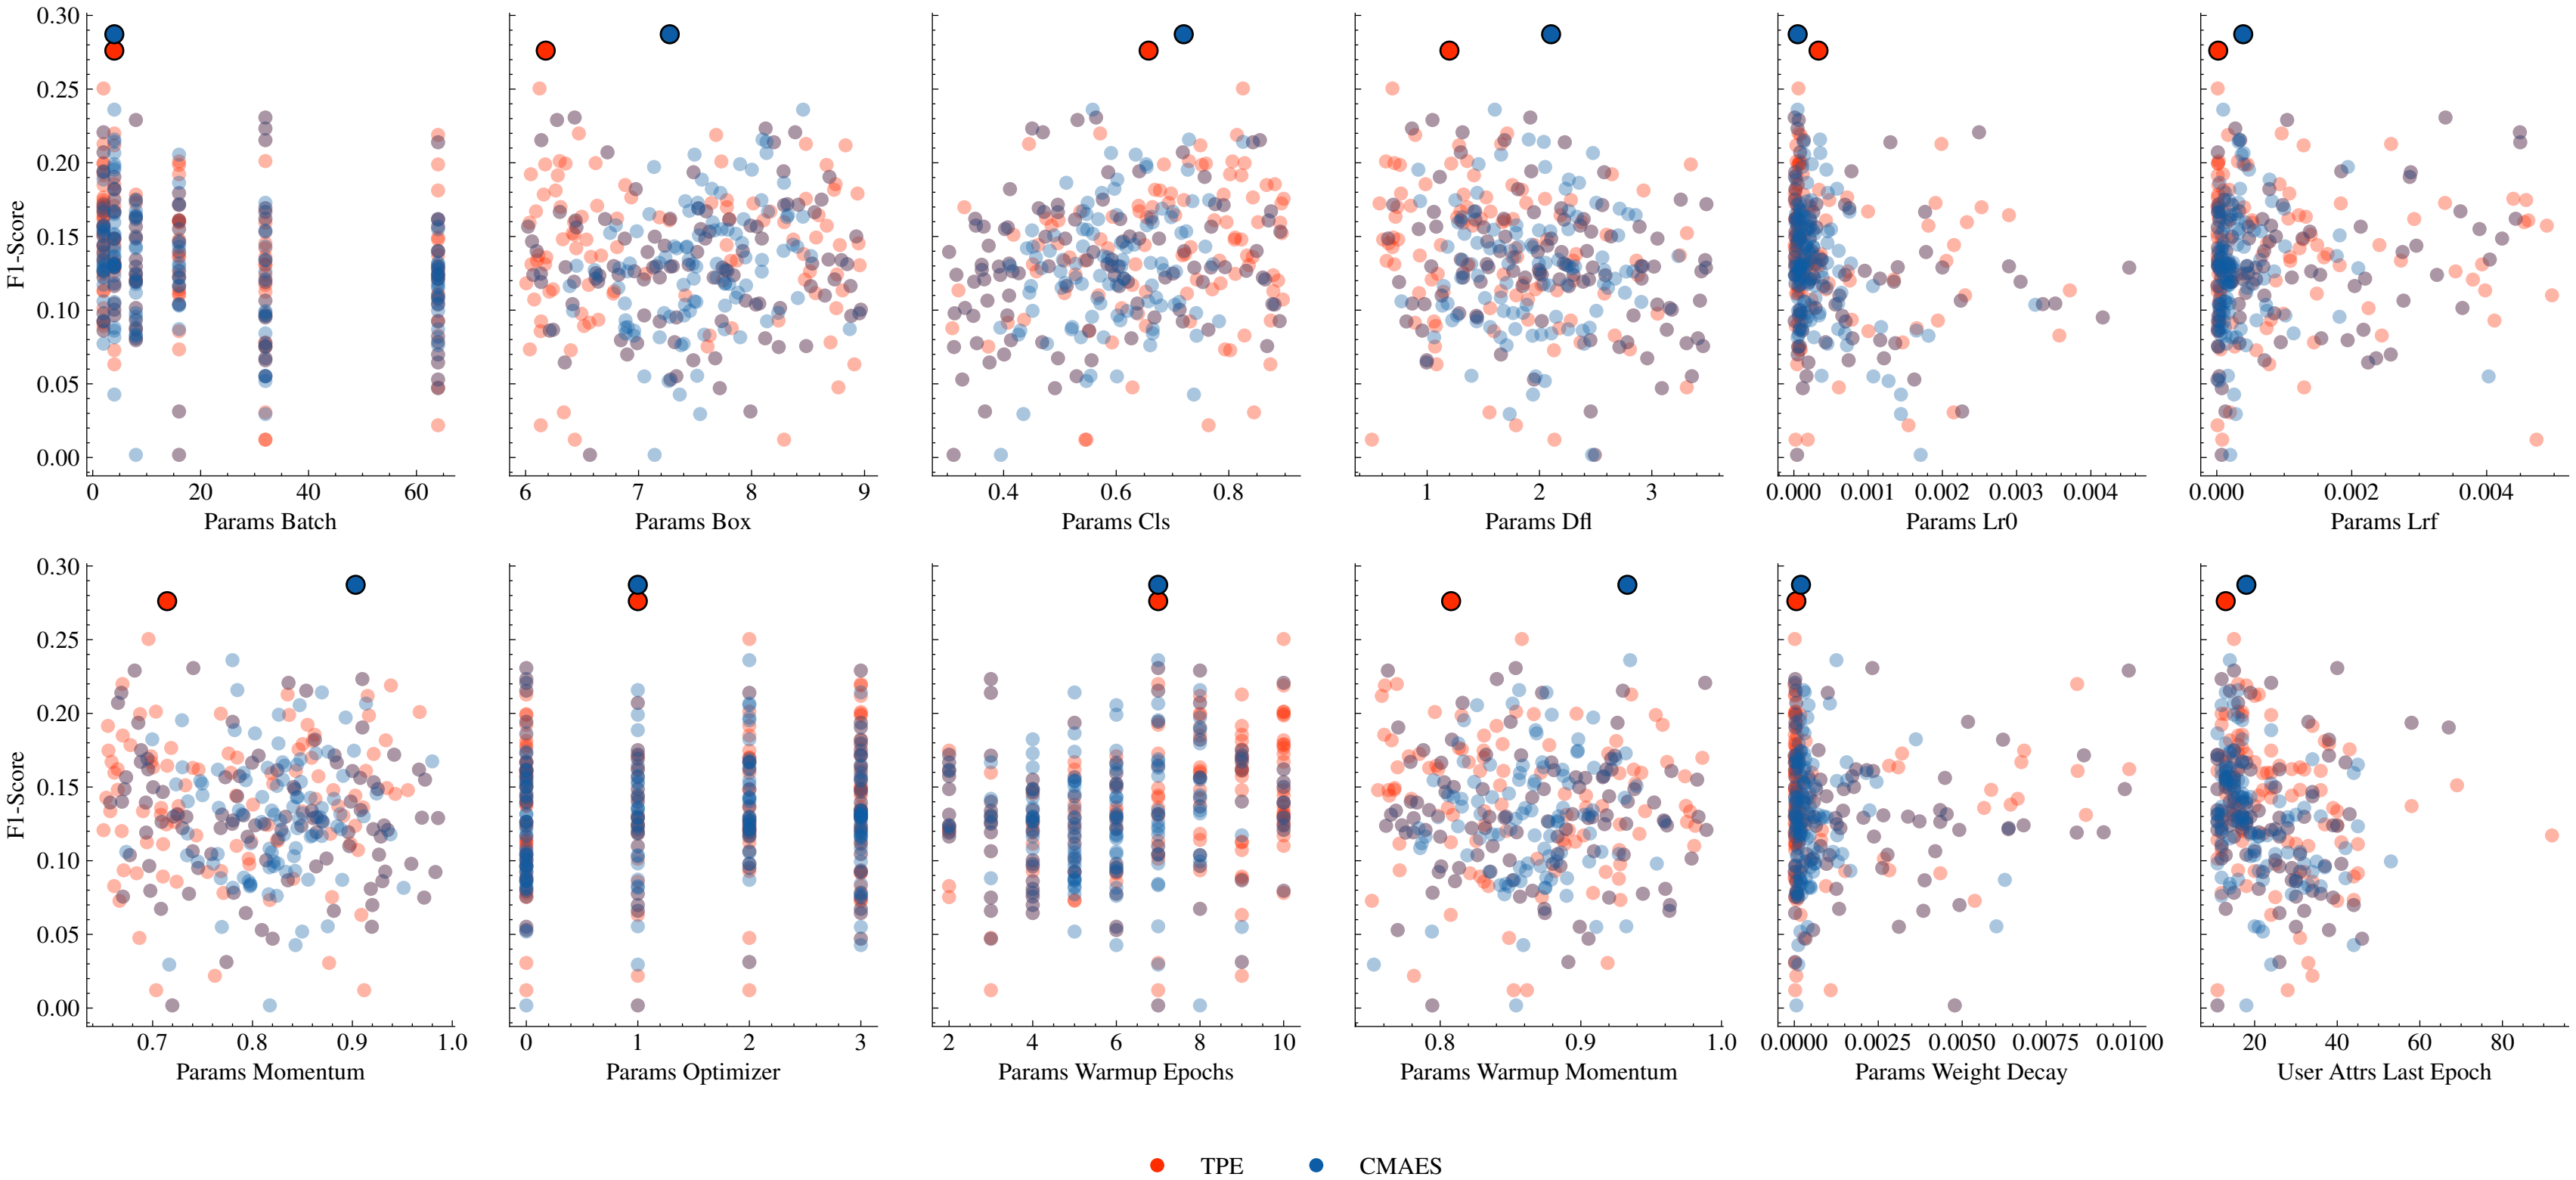 0.30
0.25
0.20
0.15
0.10
0.05
0.00
F1-Score
0 20 40 60
6 7 8 9
0.4 0.6 0.8
1 2 3
0.000 0.001 0.002 0.003 0.004
0.000 0.002 0.004
Params Batch
Params Box
Params Cls
Params Dfl
Params Lr0
Params Lrf
0.30
0.25
0.20
0.15
0.10
0.05
0.00
F1-Score
0.7 0.8 0.9 1.0
0 1 2 3
2 4 6 8 10
0.8 0.9 1.0
0.0000 0.0025 0.0050 0.0075 0.0100
20 40 60 80
Params Momentum
Params Optimizer
Params Warmup Epochs
Params Warmup Momentum
Params Weight Decay
User Attrs Last Epoch
TPE CMAES